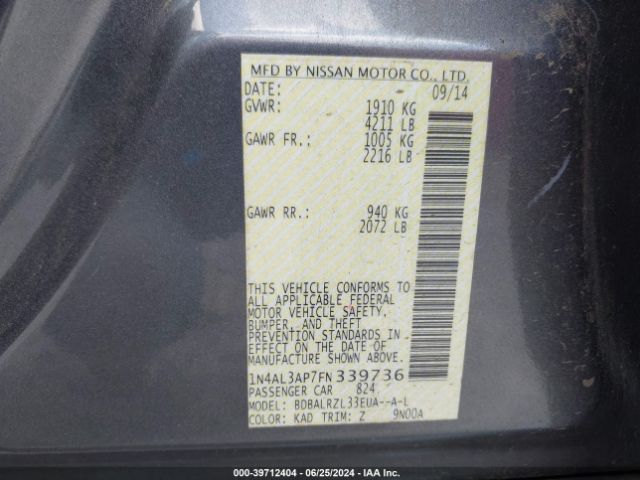 MFD BY NISSAN MOTOR CO., LTD.
DATE: 09/14
GVWR: 1910 KG
4211 LB
GAWR FR.: 1005 KG
2216 LB
GAWR RR.: 940 KG
2072 LB
THIS VEHICLE CONFORMS TO
ALL APPLICABLE FEDERAL
MOTOR VEHICLE SAFETY,
BUMPER, AND THEFT
PREVENTION STANDARDS IN
EFFECT ON THE DATE OF
MANUFACTURE SHOWN ABOVE.
1N4AL3AP7FN339736
PASSENGER CAR 824
MODEL: BDBALRZL33EUA--A-L
COLOR: KAD TRIM: Z 9N00A
000-39712404 - 06/25/2024 - IAA Inc.